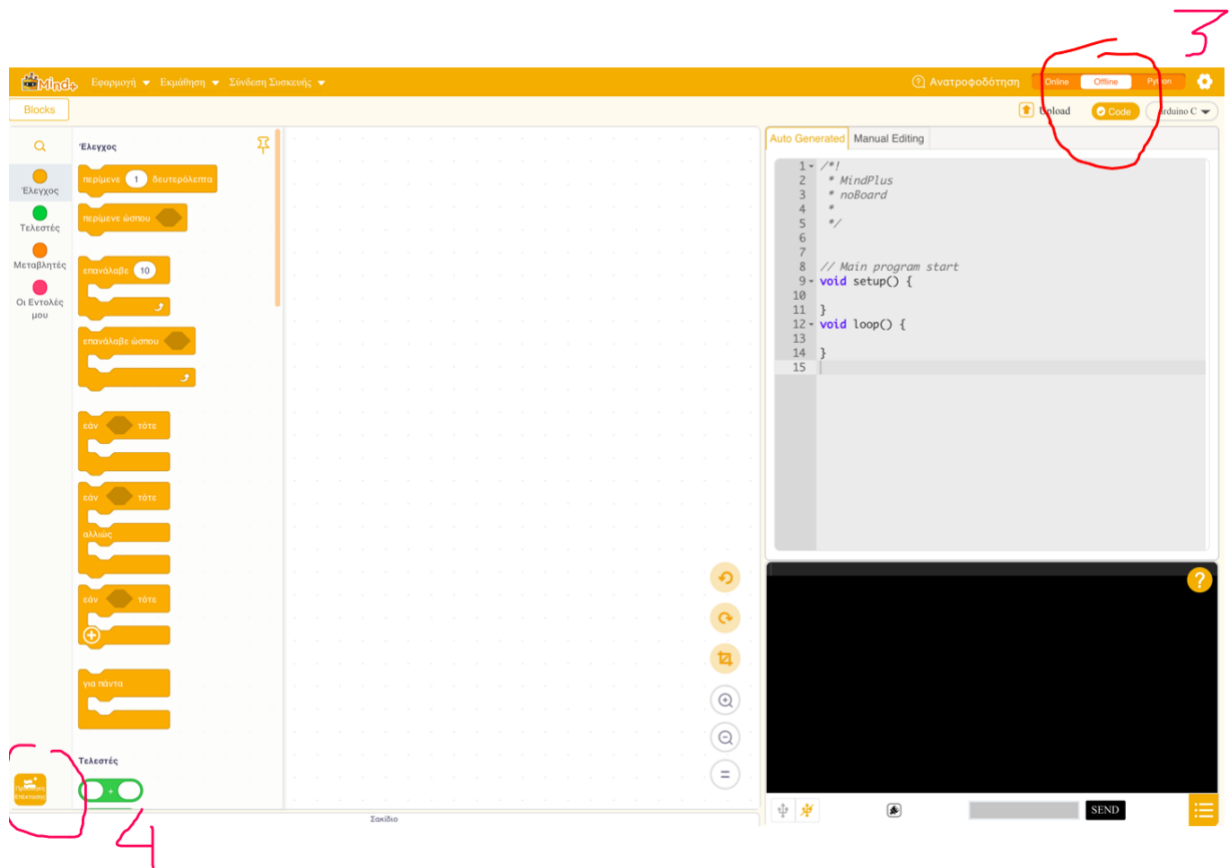 3
Mind+ Εφαρμογή Εκμάθηση Σύνδεση Συσκευής Ανατροφοδότηση Online Offline Python
Blocks Upload Code Arduino C
Έλεγχος
Τελεστές
Μεταβλητές
Οι Εντολές
μου
Προσθήκη
Επέκτασης
Έλεγχος
περίμενε 1 δευτερόλεπτα
περίμενε ώσπου
επανάλαβε 10
επανάλαβε ώσπου
εάν τότε
εάν τότε
αλλιώς
εάν τότε
για πάντα
Τελεστές
+
Σακίδιο
Auto Generated Manual Editing
1 /*!
2 * MindPlus
3 * noBoard
4 *
5 */
6
7
8 // Main program start
9 void setup() {
10
11 }
12 void loop() {
13
14 }
15
?
SEND
4